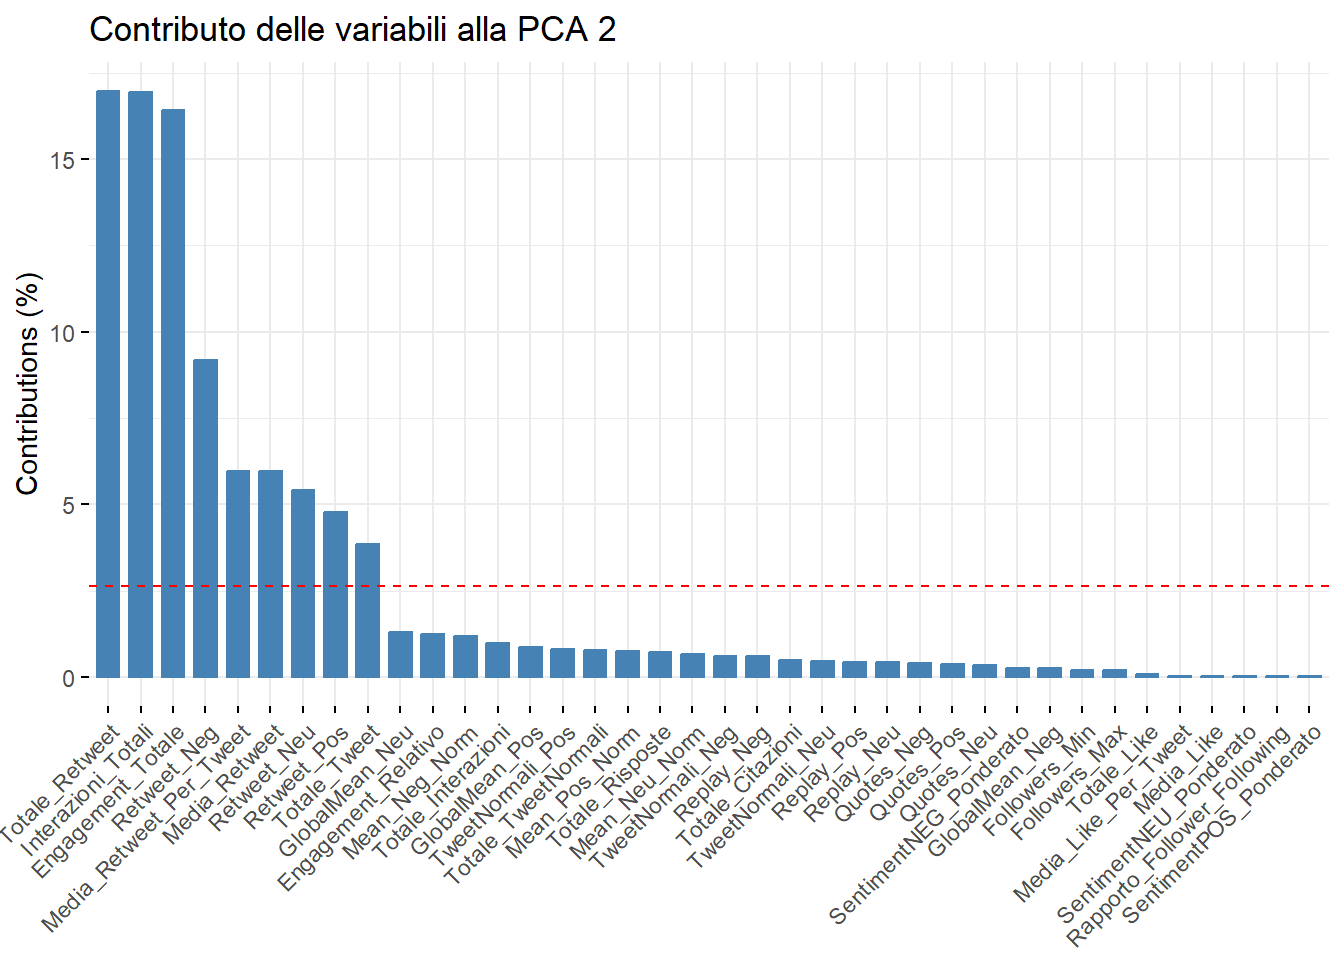 Contributo delle variabili alla PCA 2
Contributions (%)
15
10
5
0
Totale_Retweet
Interazioni_Totali
Engagement_Totale
Retweet_Neg
Media_Retweet_Per_Tweet
Media_Retweet
Retweet_Neu
Retweet_Pos
Totale_Tweet
GlobalMean_Neu
Engagement_Relativo
Mean_Neg_Norm
Totale_Interazioni
GlobalMean_Pos
TweetNormali_Pos
Totale_TweetNormali
Mean_Pos_Norm
Totale_Risposte
Mean_Neu_Norm
TweetNormali_Neg
Replay_Neg
Totale_Citazioni
TweetNormali_Neu
Replay_Pos
Replay_Neu
Quotes_Neg
Quotes_Pos
Quotes_Neu
SentimentNEG_Ponderato
GlobalMean_Neg
Followers_Min
Followers_Max
Totale_Like
Media_Like_Per_Tweet
Media_Like
SentimentNEU_Ponderato
Rapporto_Follower_Following
SentimentPOS_Ponderato